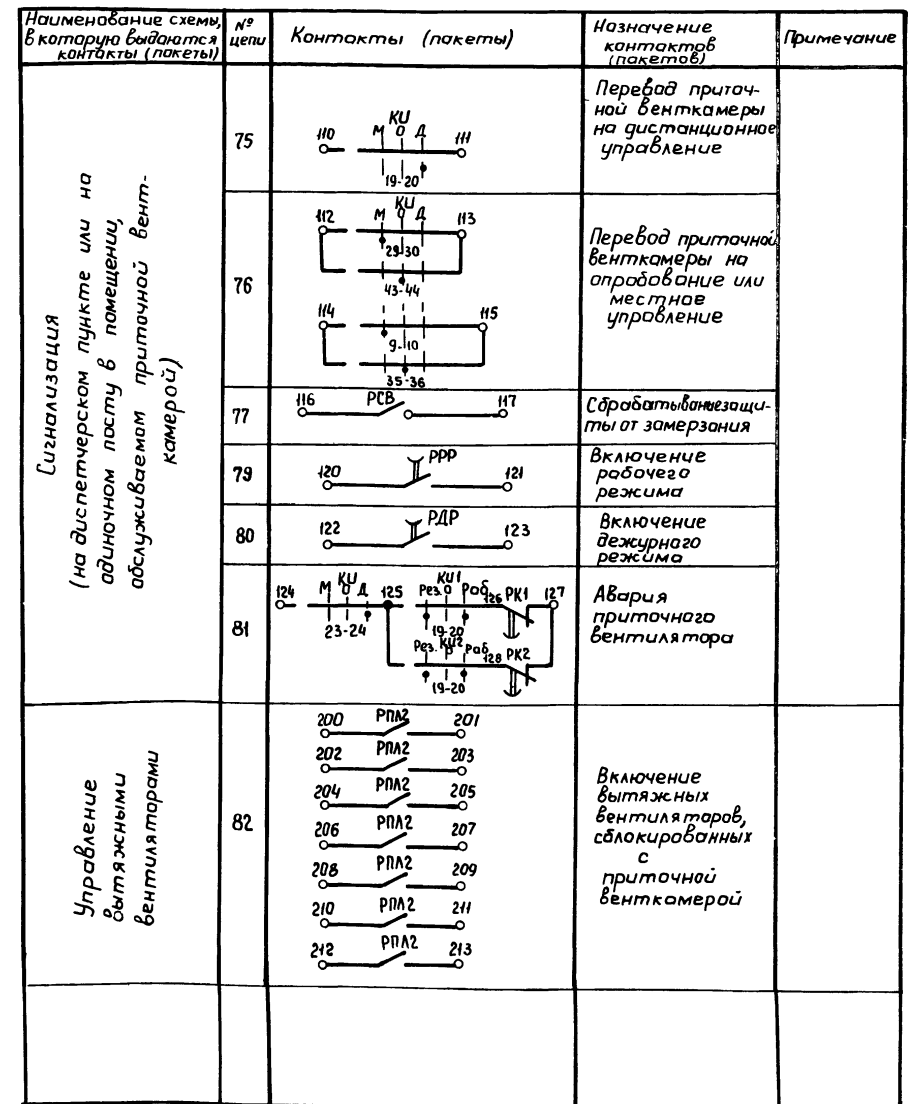 Наименование схемы,
в которую выдаются
контакты (пакеты)
№
цепи
Контакты (пакеты)
Назначение
контактов
(пакетов)
Примечание
Сигнализация
(на диспетчерском пункте или на
одиночном посту в помещении,
обслуживаемом приточной вент-
камерой)
75
КU
110 М О Д 111
19-20
Перевод приточ-
ной венткамеры
на дистанционное
управление
76
КU
112 М О Д 113
29-30
43-44
114 115
9-10
35-36
Перевод приточной
венткамеры на
опробование или
местное
управление
77
116 РСВ 117
Срабатывание защи-
ты от замерзания
79
120 РРР 121
Включение
рабочего
режима
80
122 РДР 123
Включение
дежурного
режима
81
КU КU1
124 М О Д 125 Рез. О Раб. 126 РК1 127
23-24 19-20
КU2
Рез. О Раб. 128 РК2
19-20
Авария
приточного
вентилятора
Управление
вытяжными
вентиляторами
82
200 РПЛ2 201
202 РПЛ2 203
204 РПЛ2 205
206 РПЛ2 207
208 РПЛ2 209
210 РПЛ2 211
212 РПЛ2 213
Включение
вытяжных
вентиляторов,
сблокированных
с
приточной
венткамерой